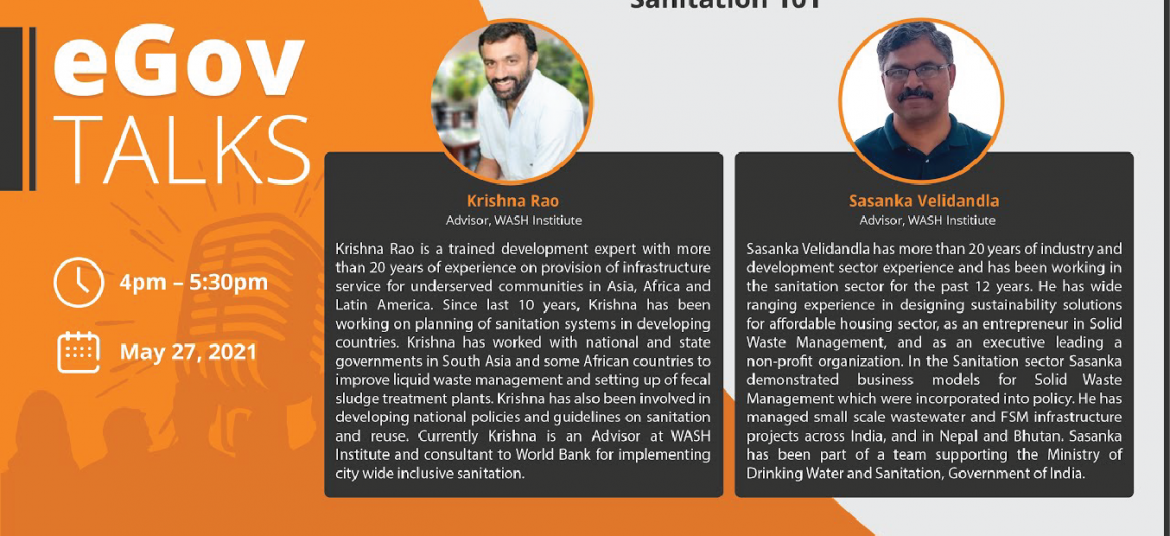 Sanitation 101
eGov
TALKS
4pm – 5:30pm
May 27, 2021
Krishna Rao
Advisor, WASH Institiute
Krishna Rao is a trained development expert with more
than 20 years of experience on provision of infrastructure
service for underserved communities in Asia, Africa and
Latin America. Since last 10 years, Krishna has been
working on planning of sanitation systems in developing
countries. Krishna has worked with national and state
governments in South Asia and some African countries to
improve liquid waste management and setting up of fecal
sludge treatment plants. Krishna has also been involved in
developing national policies and guidelines on sanitation
and reuse. Currently Krishna is an Advisor at WASH
Institute and consultant to World Bank for implementing
city wide inclusive sanitation.
Sasanka Velidandla
Advisor, WASH Instiiute
Sasanka Velidandla has more than 20 years of industry and
development sector experience and has been working in
the sanitation sector for the past 12 years. He has wide
ranging experience in designing sustainability solutions
for affordable housing sector, as an entrepreneur in Solid
Waste Management, and as an executive leading a
non-profit organization. In the Sanitation sector Sasanka
demonstrated business models for Solid Waste
Management which were incorporated into policy. He has
managed small scale wastewater and FSM infrastructure
projects across India, and in Nepal and Bhutan. Sasanka
has been part of a team supporting the Ministry of
Drinking Water and Sanitation, Government of India.